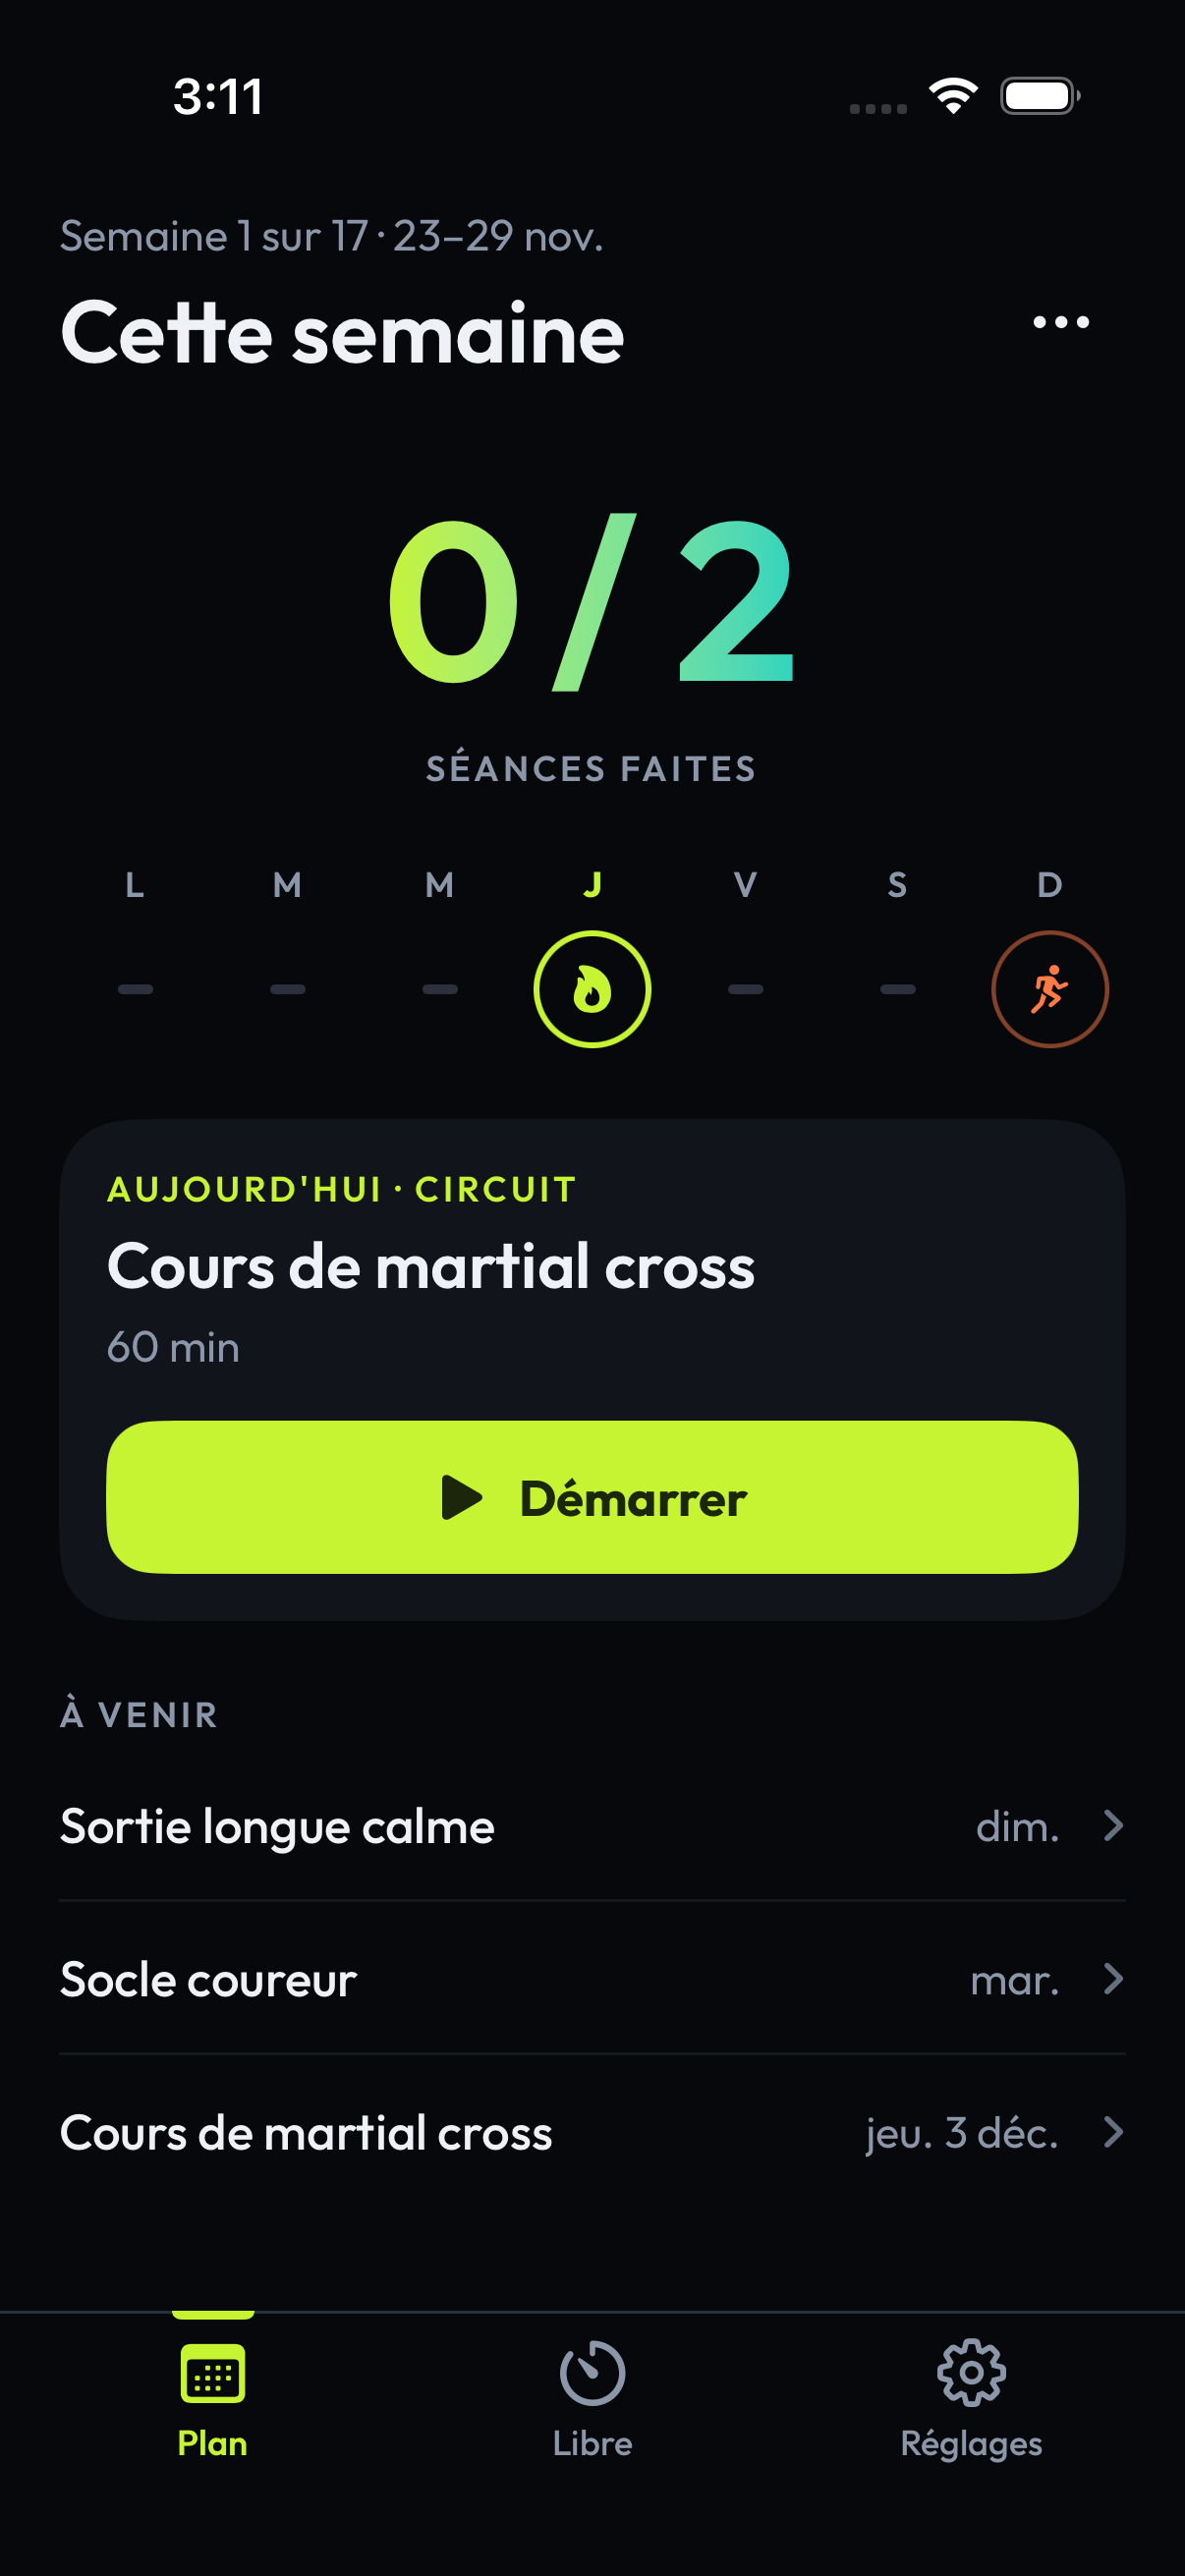 3:11
Semaine 1 sur 17 · 23–29 nov.
Cette semaine
0/2
SÉANCES FAITES
L M M J V S D
AUJOURD'HUI · CIRCUIT
Cours de martial cross
60 min
Démarrer
À VENIR
Sortie longue calme dim.
Socle coureur mar.
Cours de martial cross jeu. 3 déc.
Plan Libre Réglages